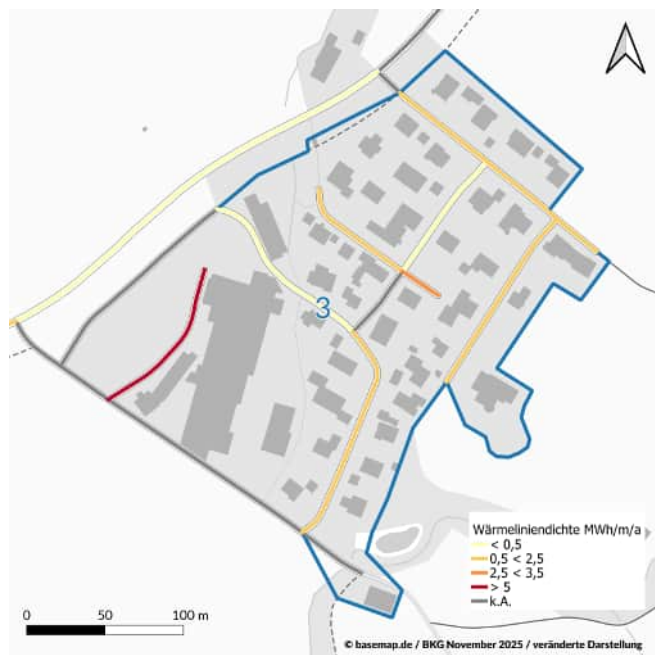 3
Wärmeliniendichte MWh/m/a
< 0,5
0,5 < 2,5
2,5 < 3,5
> 5
k.A.
0 50 100 m
© basemap.de / BKG November 2025 / veränderte Darstellung